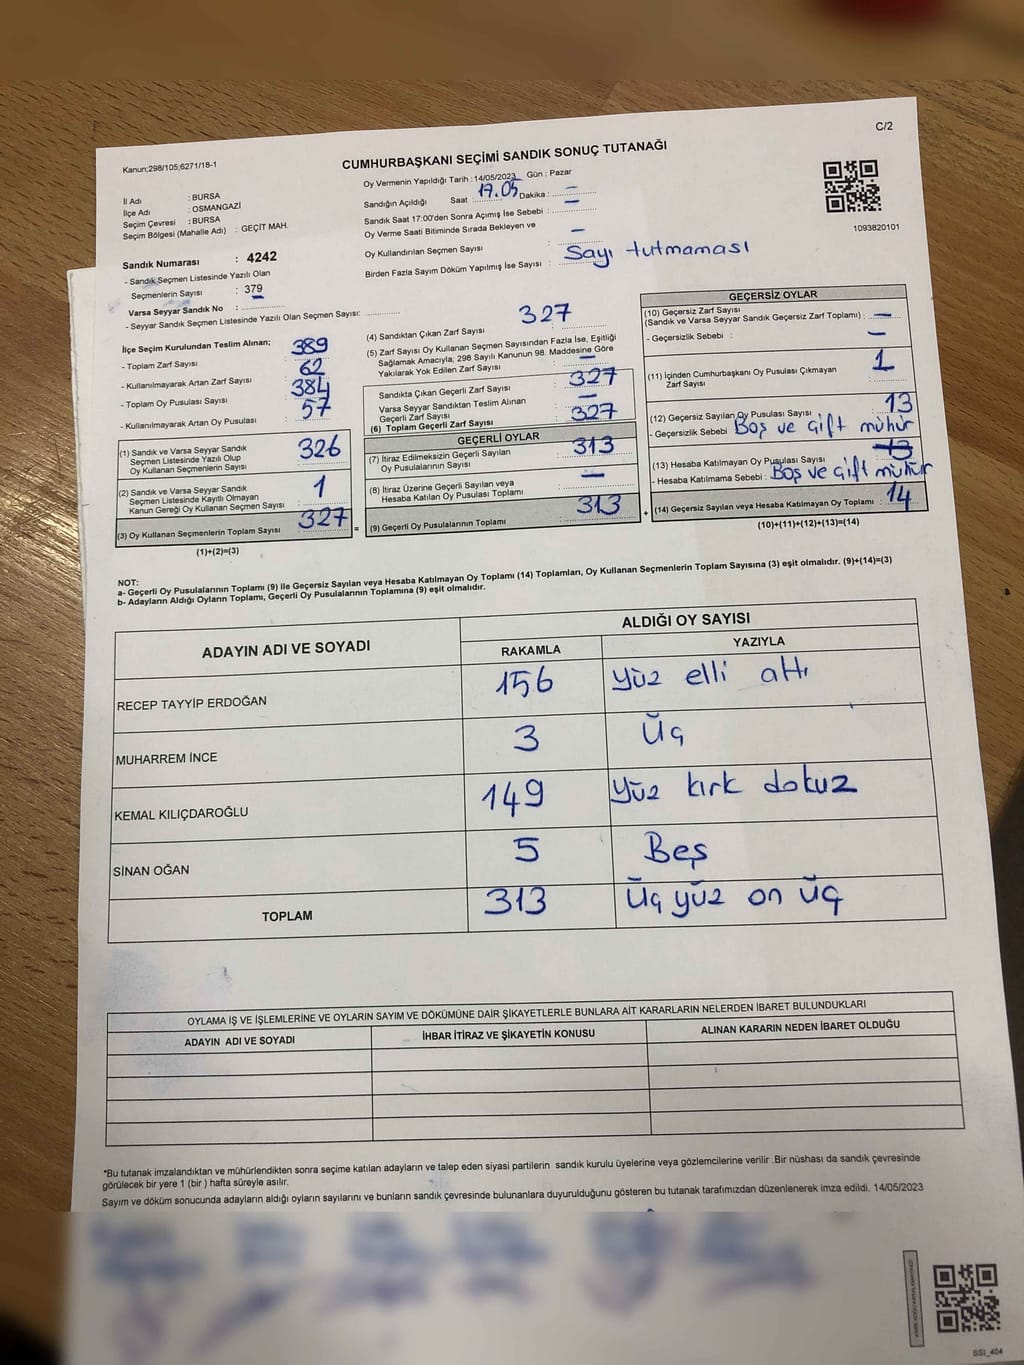 C/2
Kanun;298/105;6271/18-1
CUMHURBAŞKANI SEÇİMİ SANDIK SONUÇ TUTANAĞI
Oy Vermenin Yapıldığı Tarih : 14/05/2023 Gün : Pazar
İl Adı : BURSA
İlçe Adı : OSMANGAZİ
Seçim Çevresi : BURSA
Seçim Bölgesi (Mahalle Adı) : GEÇİT MAH.
Sandığın Açıldığı Saat : 17.05 Dakika : —
Sandık Saat 17:00'den Sonra Açımış İse Sebebi : —
Oy Verme Saati Bitiminde Sırada Bekleyen ve
Oy Kullandırılan Seçmen Sayısı : —
Birden Fazla Sayım Döküm Yapılmış İse Sayısı : Sayı tutmaması
1093820101
Sandık Numarası : 4242
- Sandık Seçmen Listesinde Yazılı Olan
Seçmenlerin Sayısı : 379
Varsa Seyyar Sandık No :
- Seyyar Sandık Seçmen Listesinde Yazılı Olan Seçmen Sayısı:
İlçe Seçim Kurulundan Teslim Alınan;
- Toplam Zarf Sayısı : 389
- Kullanılmayarak Artan Zarf Sayısı : 62
- Toplam Oy Pusulası Sayısı : 384
- Kullanılmayarak Artan Oy Pusulası : 57
(1) Sandık ve Varsa Seyyar Sandık
Seçmen Listesinde Yazılı Olup
Oy Kullanan Seçmenlerin Sayısı : 326
(2) Sandık ve Varsa Seyyar Sandık
Seçmen Listesinde Kayıtlı Olmayan
Kanun Gereği Oy Kullanan Seçmen Sayısı : 1
(3) Oy Kullanan Seçmenlerin Toplam Sayısı : 327
(1)+(2)=(3)
(4) Sandıktan Çıkan Zarf Sayısı : 327
(5) Zarf Sayısı Oy Kullanan Seçmen Sayısından Fazla İse, Eşitliği
Sağlamak Amacıyla; 298 Sayılı Kanunun 98. Maddesine Göre
Yakılarak Yok Edilen Zarf Sayısı : —
Sandıkta Çıkan Geçerli Zarf Sayısı : 327
Varsa Seyyar Sandıktan Teslim Alınan
Geçerli Zarf Sayısı : —
(6) Toplam Geçerli Zarf Sayısı : 327
GEÇERLİ OYLAR
(7) İtiraz Edilmeksizin Geçerli Sayılan
Oy Pusulalarının Sayısı : 313
(8) İtiraz Üzerine Geçerli Sayılan veya
Hesaba Katılan Oy Pusulası Toplamı : —
= (9) Geçerli Oy Pusulalarının Toplamı : 313
GEÇERSİZ OYLAR
(10) Geçersiz Zarf Sayısı
(Sandık ve Varsa Seyyar Sandık Geçersiz Zarf Toplamı) : —
- Geçersizlik Sebebi : —
(11) İçinden Cumhurbaşkanı Oy Pusulası Çıkmayan
Zarf Sayısı : 1
(12) Geçersiz Sayılan Oy Pusulası Sayısı : 13
- Geçersizlik Sebebi : Boş ve Çift mühür
(13) Hesaba Katılmayan Oy Pusulası Sayısı : 13
- Hesaba Katılmama Sebebi : Boş ve Çift mühür
+ (14) Geçersiz Sayılan veya Hesaba Katılmayan Oy Toplamı : 14
(10)+(11)+(12)+(13)=(14)
NOT:
a- Geçerli Oy Pusulalarının Toplamı (9) ile Geçersiz Sayılan veya Hesaba Katılmayan Oy Toplamı (14) Toplamları, Oy Kullanan Seçmenlerin Toplam Sayısına (3) eşit olmalıdır. (9)+(14)=(3)
b- Adayların Aldığı Oyların Toplamı, Geçerli Oy Pusulalarının Toplamına (9) eşit olmalıdır.
ADAYIN ADI VE SOYADI
ALDIĞI OY SAYISI
RAKAMLA YAZIYLA
RECEP TAYYİP ERDOĞAN 156 Yüz elli altı
MUHARREM İNCE 3 Üç
KEMAL KILIÇDAROĞLU 149 Yüz kırk dokuz
SİNAN OĞAN 5 Beş
TOPLAM 313 Üç yüz on üç
OYLAMA İŞ VE İŞLEMLERİNE VE OYLARIN SAYIM VE DÖKÜMÜNE DAİR ŞİKAYETLERLE BUNLARA AİT KARARLARIN NELERDEN İBARET BULUNDUKLARI
ADAYIN ADI VE SOYADI İHBAR İTİRAZ VE ŞİKAYETİN KONUSU ALINAN KARARIN NEDEN İBARET OLDUĞU
*Bu tutanak imzalandıktan ve mühürlendikten sonra seçime katılan adayların ve talep eden siyasi partilerin sandık kurulu üyelerine veya gözlemcilerine verilir .Bir nüshası da sandık çevresinde
görülecek bir yere 1 (bir ) hafta süreyle asılır.
Sayım ve döküm sonucunda adayların aldığı oyların sayılarını ve bunların sandık çevresinde bulunanlara duyurulduğunu gösteren bu tutanak tarafımızdan düzenlenerek imza edildi. 14/05/2023
SSI_404